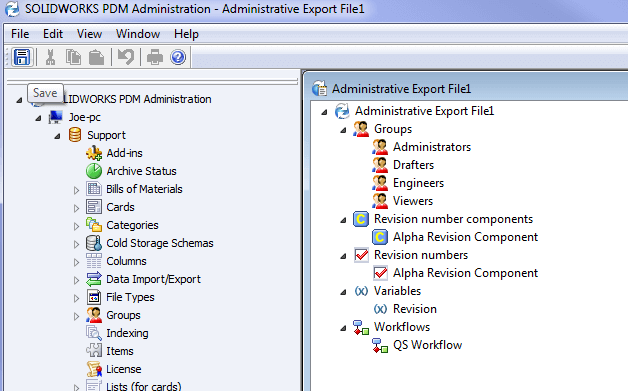 SOLIDWORKS PDM Administration - Administrative Export File1
File Edit View Window Help
Save
OLIDWORKS PDM Administration
Joe-pc
Support
Add-ins
Archive Status
Bills of Materials
Cards
Categories
Cold Storage Schemas
Columns
Data Import/Export
File Types
Groups
Indexing
Items
License
Lists (for cards)
Administrative Export File1
Administrative Export File1
Groups
Administrators
Drafters
Engineers
Viewers
Revision number components
C
C
Alpha Revision Component
Revision numbers
Alpha Revision Component
(x) Variables
(x) Revision
Workflows
QS Workflow